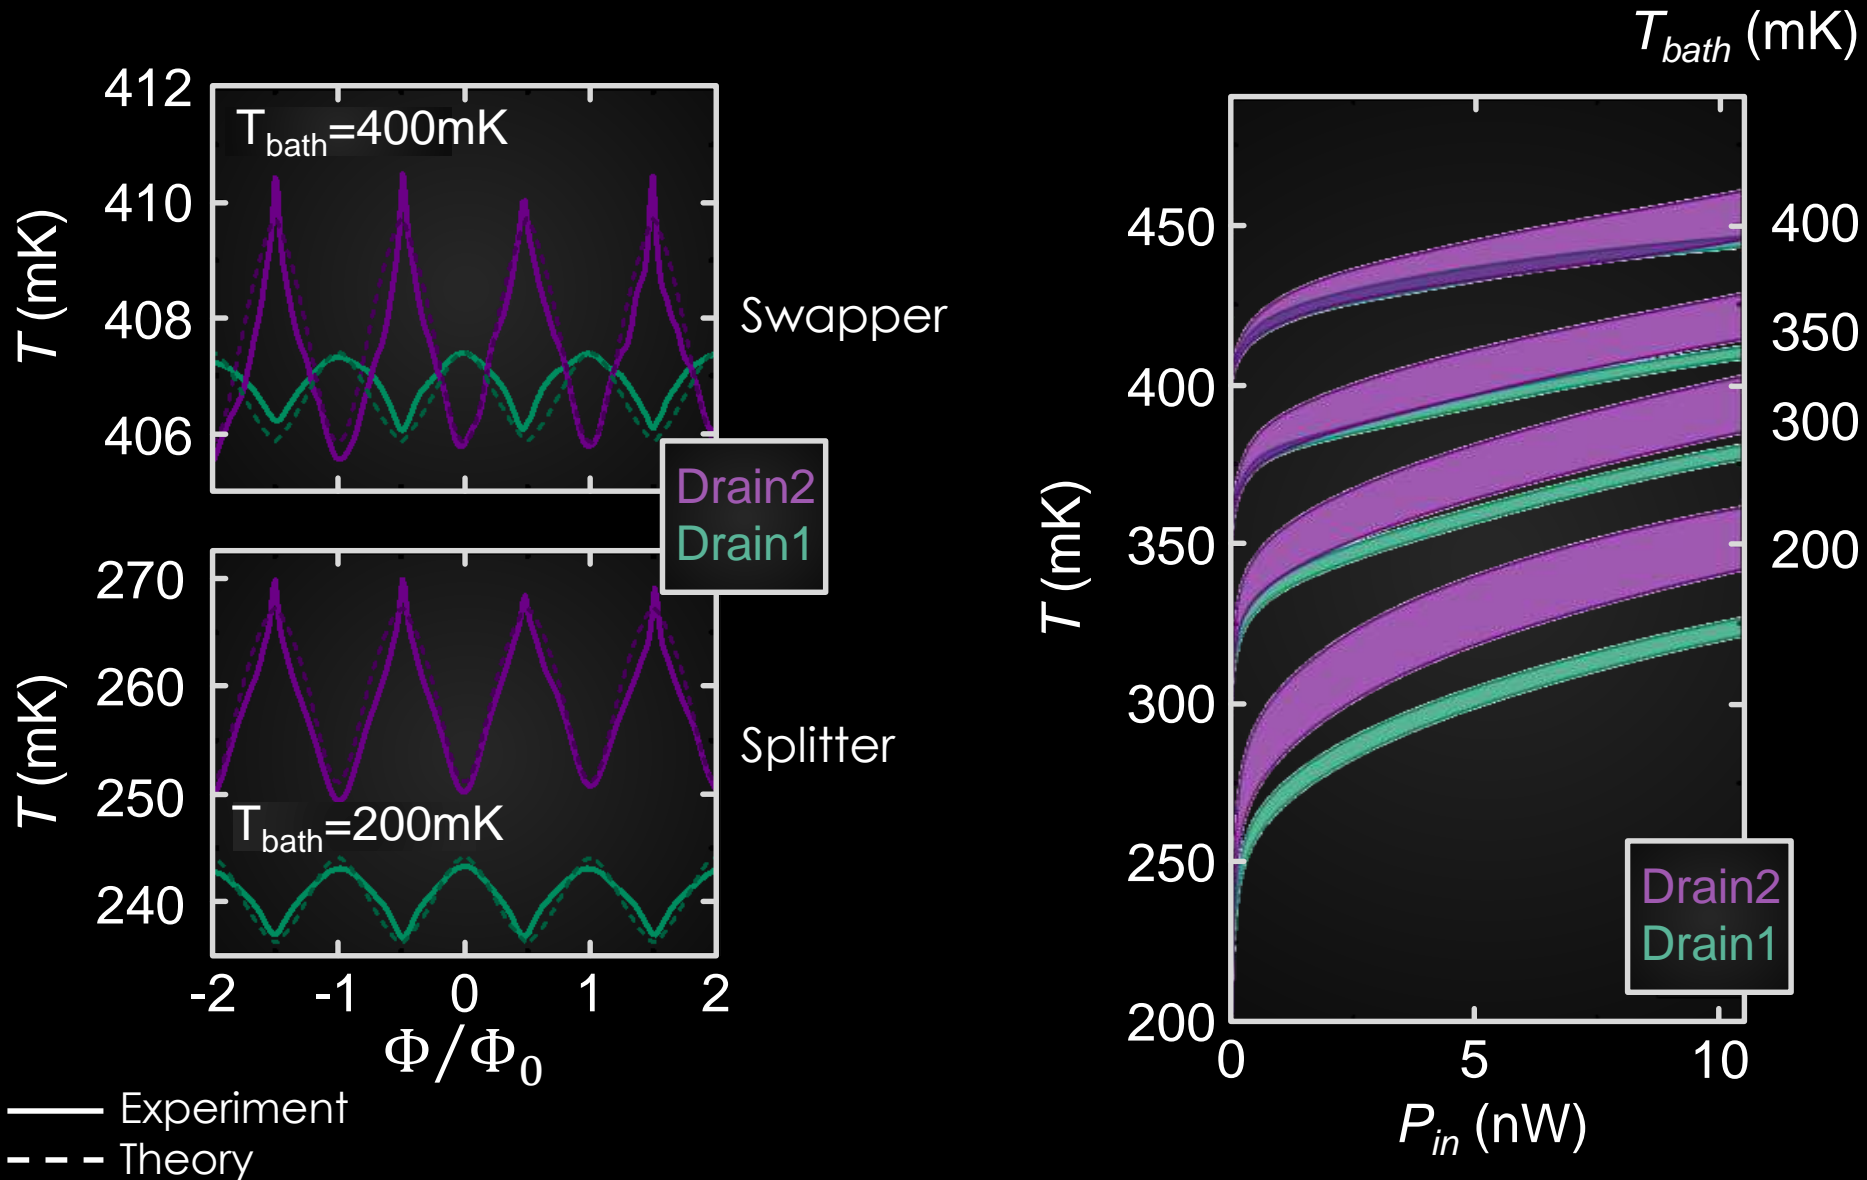 T_bath (mK)
412
410
408
406
T (mK)
T_bath=400mK
Swapper
Drain2
Drain1
270
260
250
240
T (mK)
T_bath=200mK
Splitter
-2 -1 0 1 2
Φ/Φ_0
Experiment
Theory
450
400
350
300
250
200
T (mK)
400
350
300
200
Drain2
Drain1
0 5 10
P_in (nW)